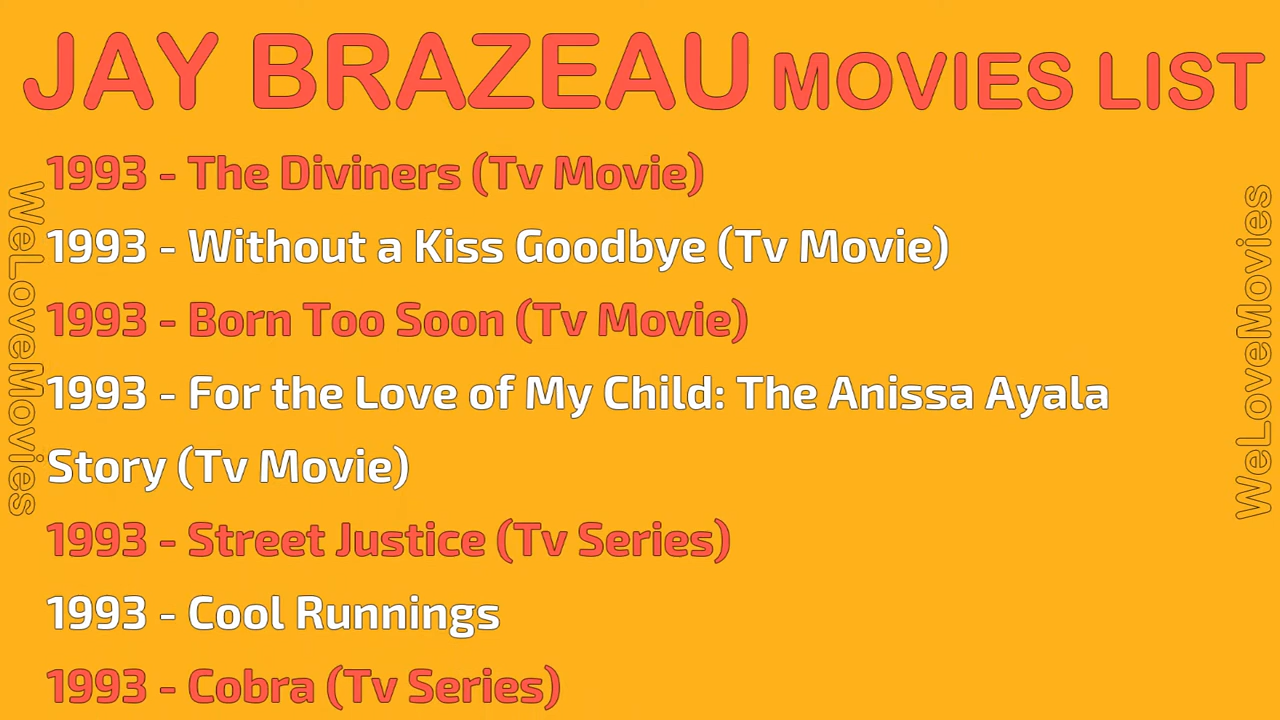 JAY BRAZEAU MOVIES LIST
1993 - The Diviners (Tv Movie)
1993 - Without a Kiss Goodbye (Tv Movie)
1993 - Born Too Soon (Tv Movie)
1993 - For the Love of My Child: The Anissa Ayala
Story (Tv Movie)
1993 - Street Justice (Tv Series)
1993 - Cool Runnings
1993 - Cobra (Tv Series)
WeLoveMovies
WeLoveMovies